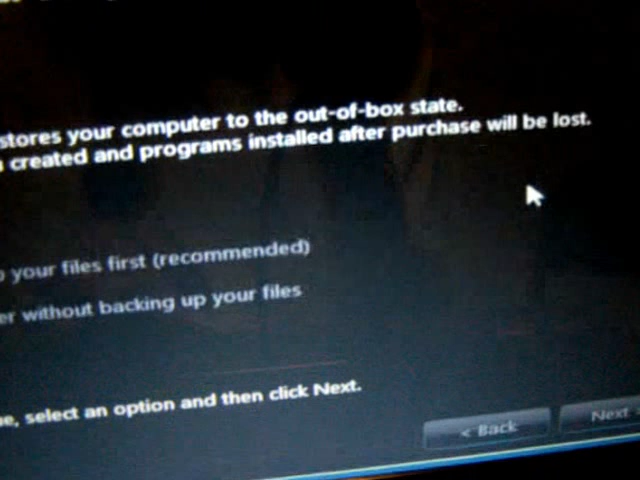 stores your computer to the out-of-box state.
created and programs installed after purchase will be lost.
your files first (recommended)
er without backing up your files
select an option and then click Next.
< Back
Next